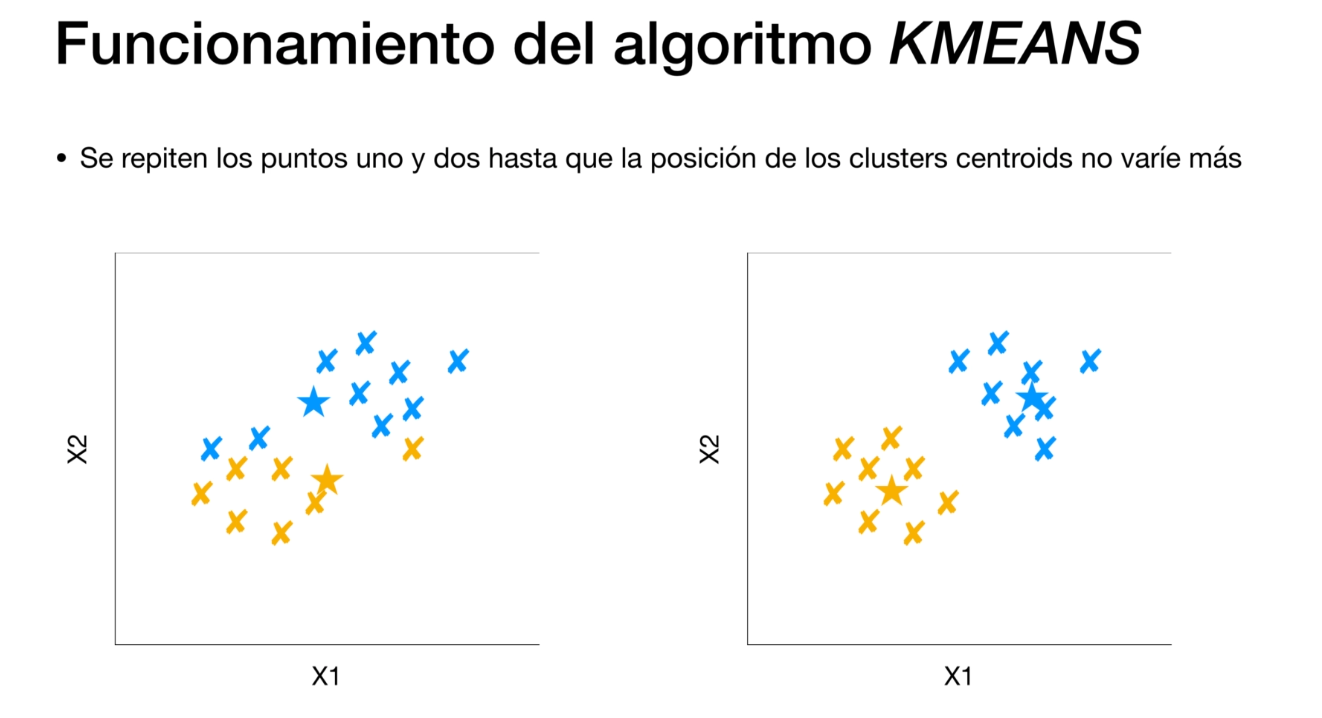 Funcionamiento del algoritmo KMEANS
• Se repiten los puntos uno y dos hasta que la posición de los clusters centroids no varíe más
X2
X1
X2
X1